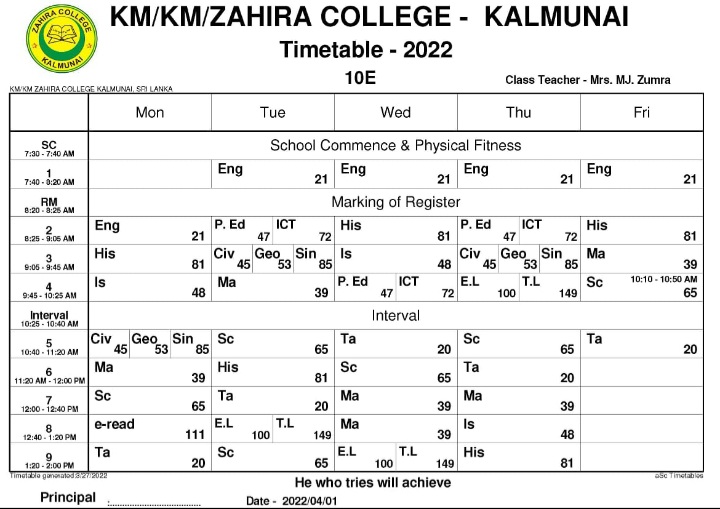 KM/KM/ZAHIRA COLLEGE - KALMUNAI
ZAHIRA COLLEGE
KALMUNAI
Timetable - 2022
10E
Class Teacher - Mrs. MJ. Zumra
KM/KM ZAHIRA COLLEGE KALMUNAI, SRI LANKA
Mon Tue Wed Thu Fri
SC School Commence & Physical Fitness
7:30 - 7:40 AM
1 Eng 21 Eng 21 Eng 21 Eng 21
7:40 - 8:20 AM
RM Marking of Register
8:20 - 8:25 AM
2 Eng 21 P. Ed 47 ICT 72 His 81 P. Ed 47 ICT 72 His 81
8:25 - 9:05 AM
3 His 81 Civ 45 Geo 53 Sin 85 Is 48 Civ 45 Geo 53 Sin 85 Ma 39
9:05 - 9:45 AM
4 Is 48 Ma 39 P. Ed 47 ICT 72 E.L 100 T.L 149 Sc 10:10 - 10:50 AM 65
9:45 - 10:25 AM
Interval Interval
10:25 - 10:40 AM
5 Civ 45 Geo 53 Sin 85 Sc 65 Ta 20 Sc 65 Ta 20
10:40 - 11:20 AM
6 Ma 39 His 81 Sc 65 Ta 20
11:20 AM - 12:00 PM
7 Sc 65 Ta 20 Ma 39 Ma 39
12:00 - 12:40 PM
8 e-read 111 E.L 100 T.L 149 Ma 39 Is 48
12:40 - 1:20 PM
9 Ta 20 Sc 65 E.L 100 T.L 149 His 81
1:20 - 2:00 PM
Timetable generated:3/27/2022 aSc Timetables
He who tries will achieve
Principal :................................... Date - 2022/04/01